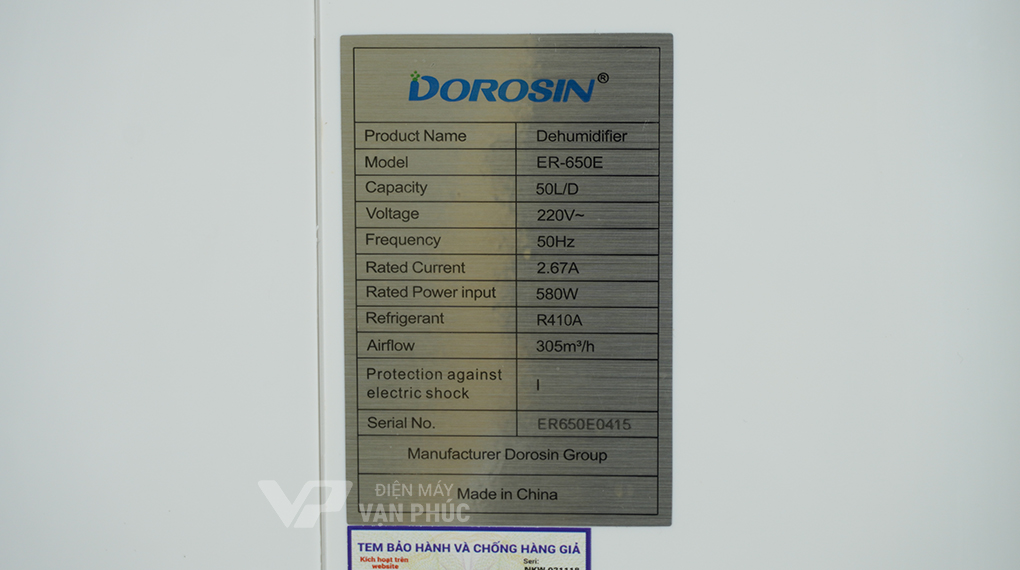 DOROSIN®
Product Name Dehumidifier
Model ER-650E
Capacity 50L/D
Voltage 220V~
Frequency 50Hz
Rated Current 2.67A
Rated Power input 580W
Refrigerant R410A
Airflow 305m³/h
Protection against
electric shock I
Serial No. ER650E0415
Manufacturer Dorosin Group
Made in China
ĐIỆN MÁY
VẠN PHÚC
TEM BẢO HÀNH VÀ CHỐNG HÀNG GIẢ
Kích hoạt trên
website
Seri: